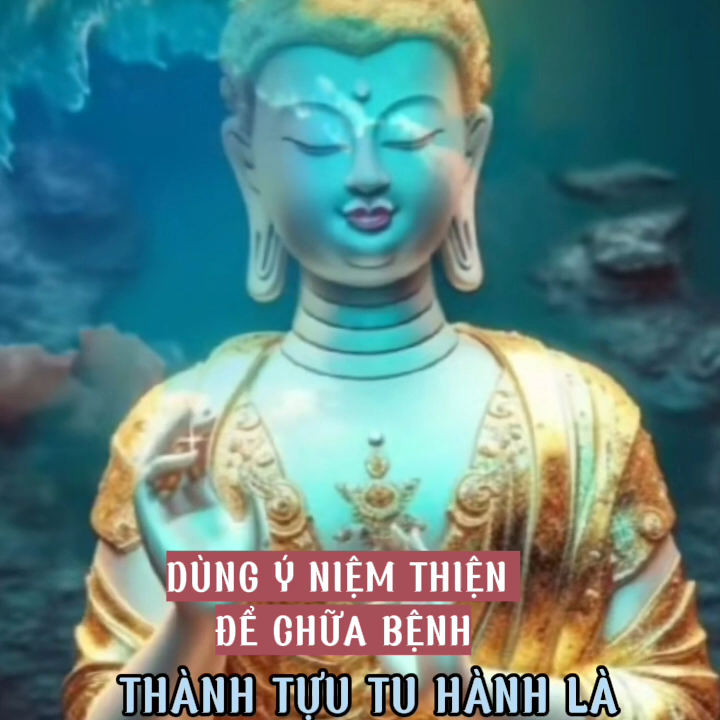 DÙNG Ý NIỆM THIỆN
ĐỂ CHỮA BỆNH
THÀNH TỰU TU HÀNH LÀ